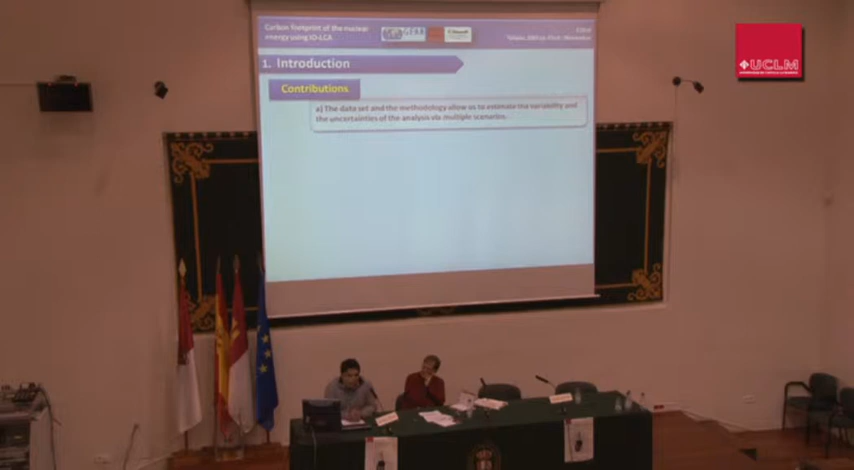 Carbon footprint of the nuclear
energy using IO-LCA
GEAR
1. Introduction
Contributions
a) The data set and the methodology allow us to estimate the variability and
the uncertainties of the analysis via multiple scenarios.
UCLM